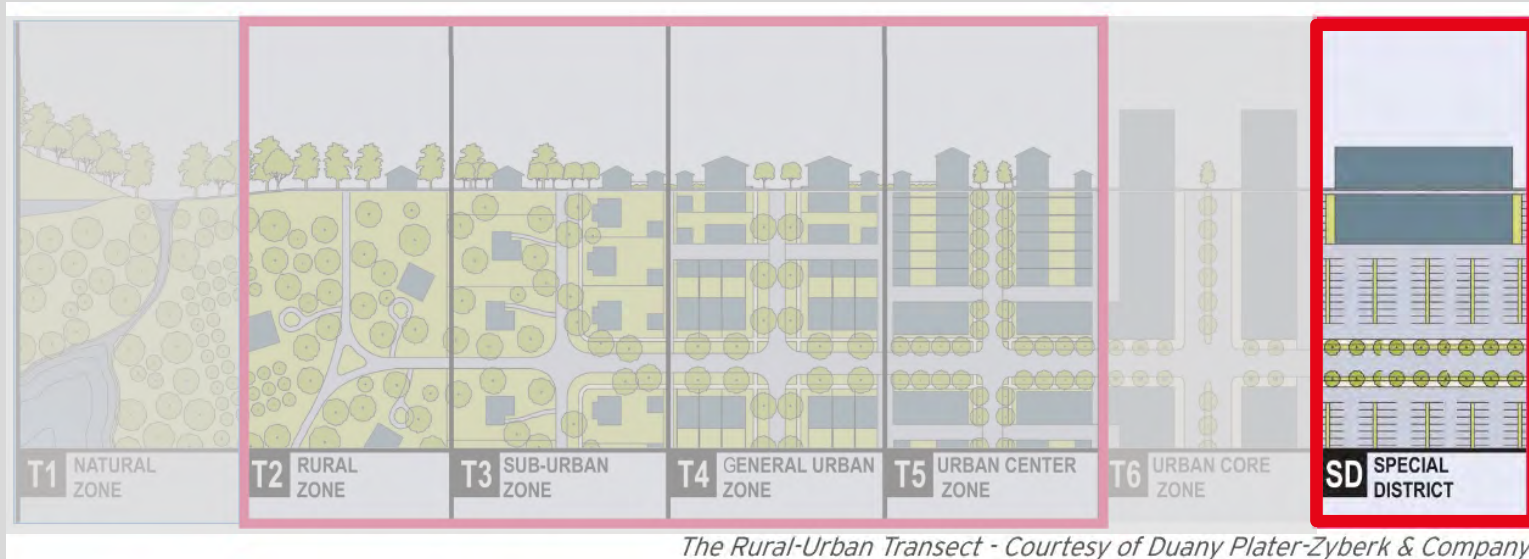 T1 NATURAL
ZONE
T2 RURAL
ZONE
T3 SUB-URBAN
ZONE
T4 GENERAL URBAN
ZONE
T5 URBAN CENTER
ZONE
T6 URBAN CORE
ZONE
SD SPECIAL
DISTRICT
The Rural-Urban Transect - Courtesy of Duany Plater-Zyberk & Company